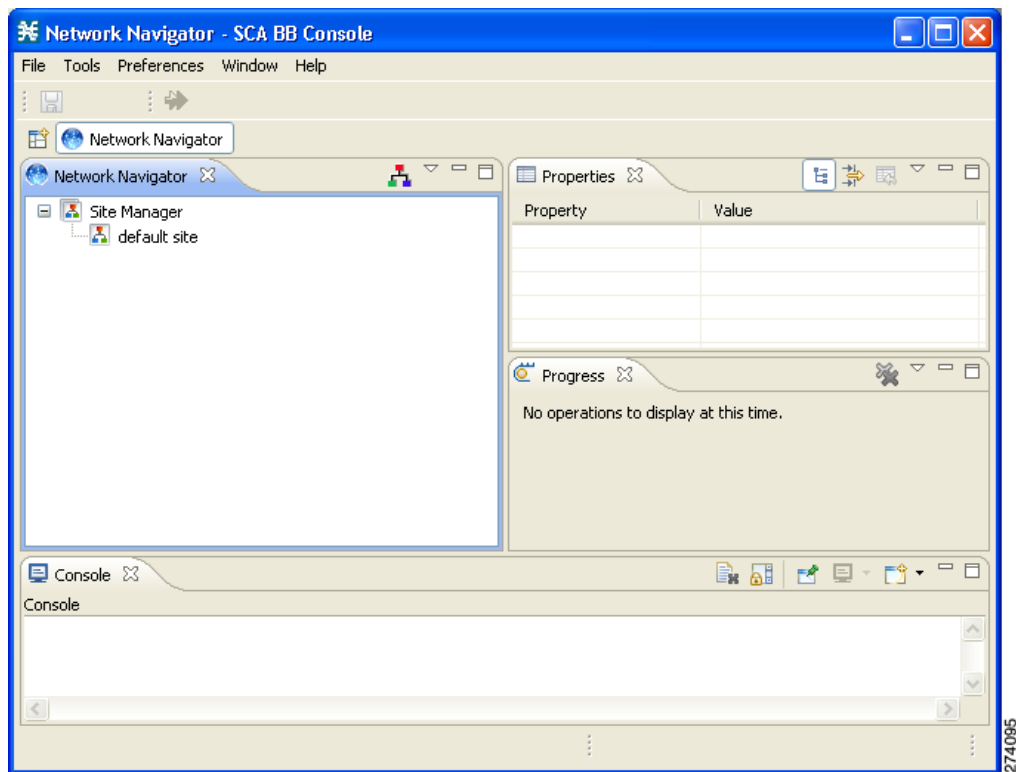 Network Navigator - SCA BB Console
File Tools Preferences Window Help
Network Navigator
Network Navigator
Site Manager
default site
Properties
Property Value
Progress
No operations to display at this time.
Console
Console
274095